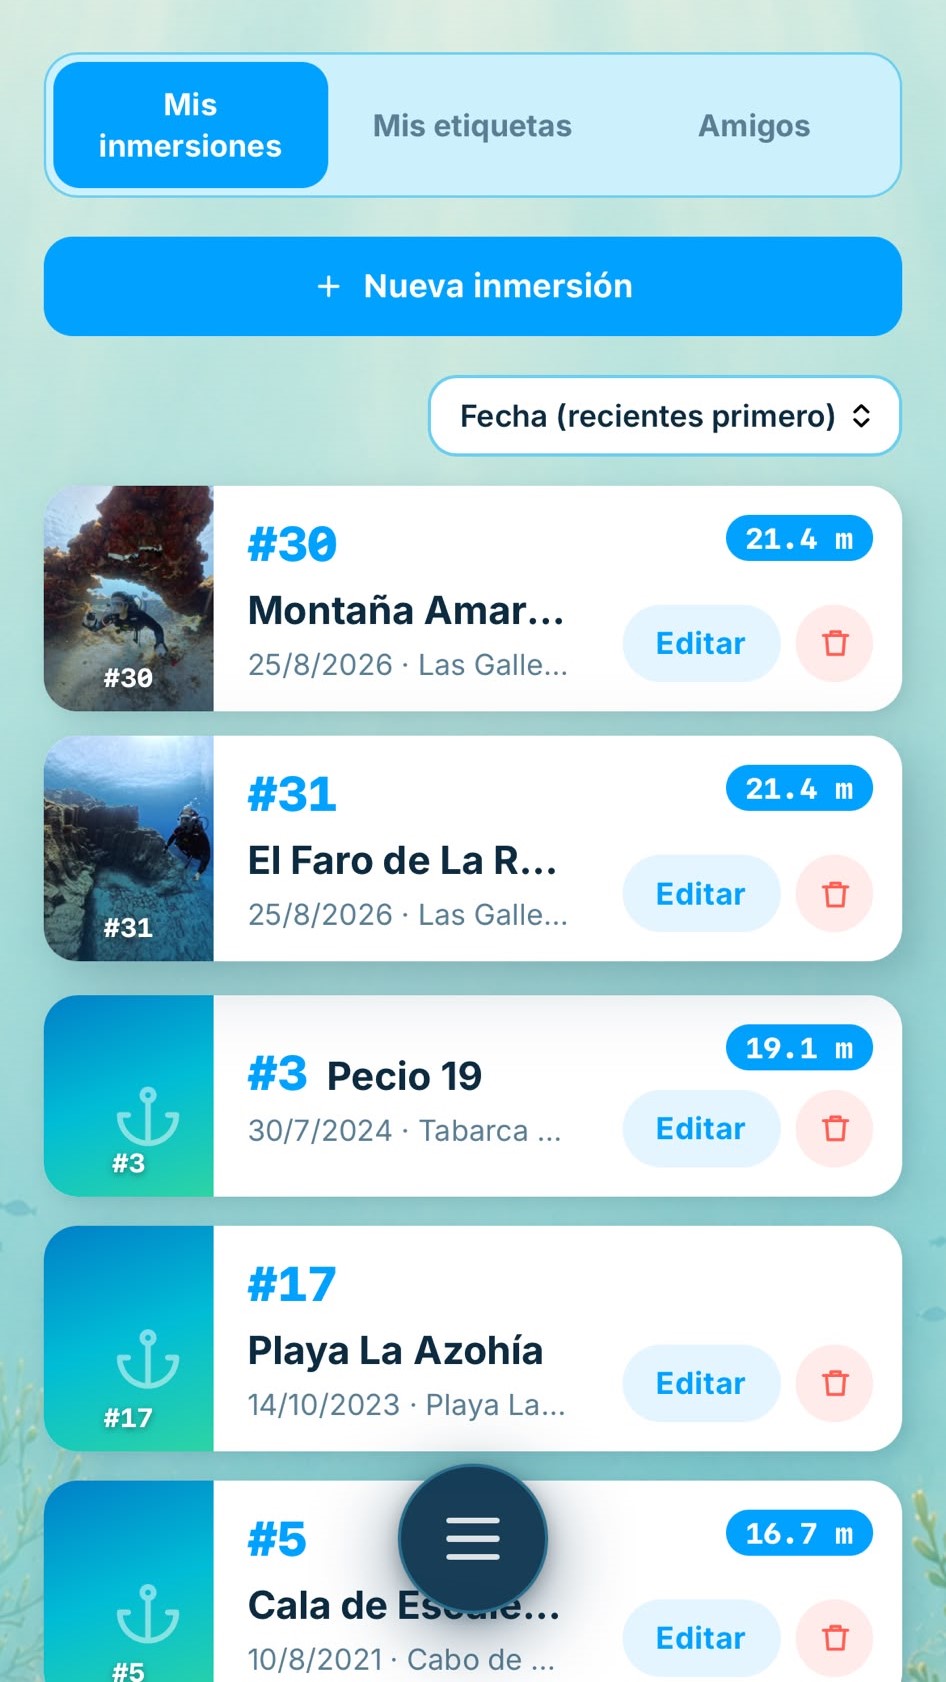 Mis
inmersiones
Mis etiquetas
Amigos
+ Nueva inmersión
Fecha (recientes primero)
#30
#30
21.4 m
Montaña Amar...
25/8/2026 · Las Galle...
Editar
#31
#31
21.4 m
El Faro de La R...
25/8/2026 · Las Galle...
Editar
#3
#3 Pecio 19
19.1 m
30/7/2024 · Tabarca ...
Editar
#17
#17
Playa La Azohía
14/10/2023 · Playa La...
Editar
#5
#5
16.7 m
Cala de Es...
10/8/2021 · Cabo de ...
Editar